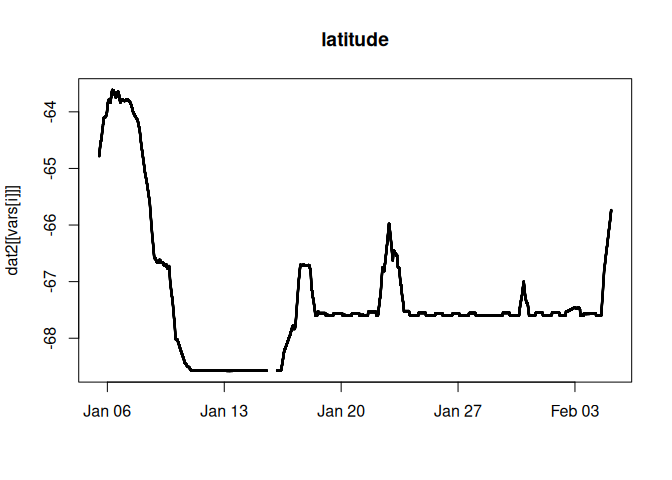 latitude
dat2[[vars[i]]]
-64
-65
-66
-67
-68
Jan 06
Jan 13
Jan 20
Jan 27
Feb 03